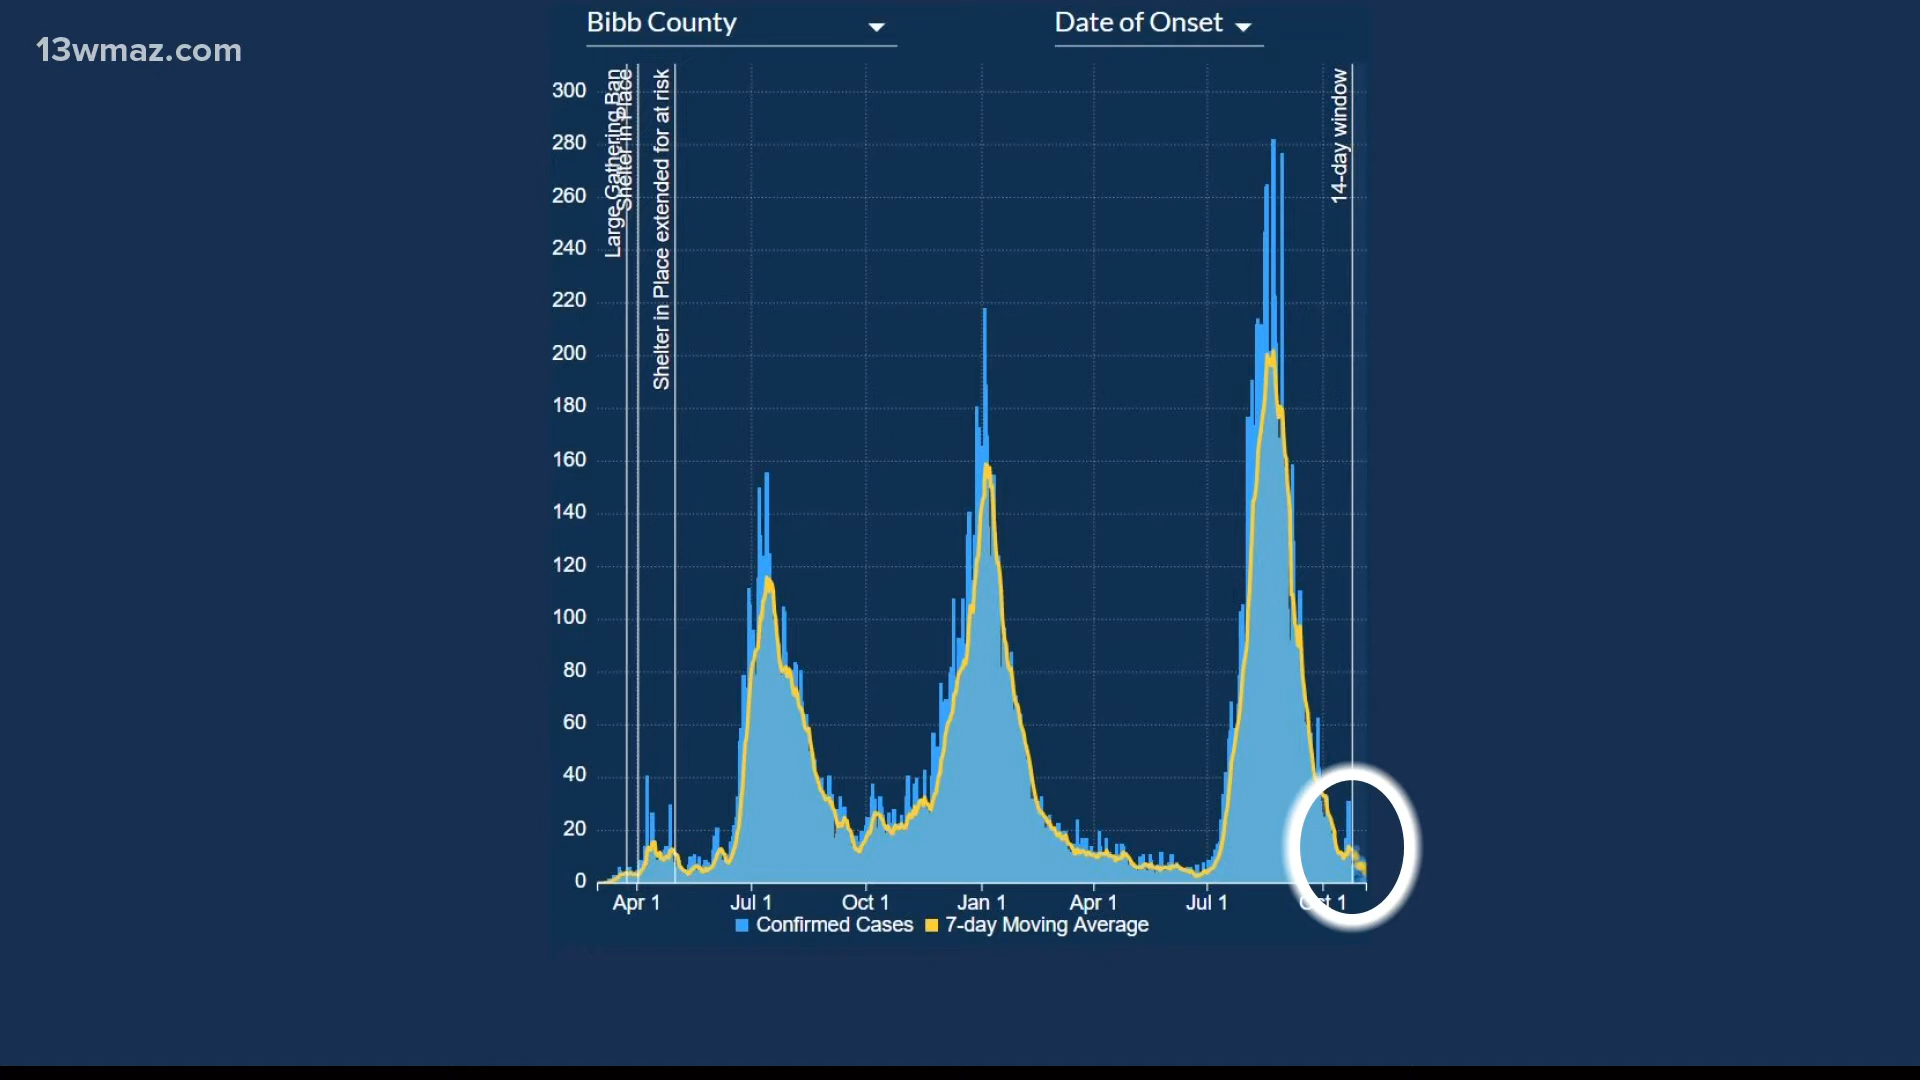 13wmaz.com
Bibb County
Date of Onset
Large Gathering Ban
Shelter in Place
Shelter in Place extended for at risk
14-day window
300
280
260
240
220
200
180
160
140
120
100
80
60
40
20
0
Apr 1
Jul 1
Oct 1
Jan 1
Apr 1
Jul 1
Oct 1
Confirmed Cases
7-day Moving Average